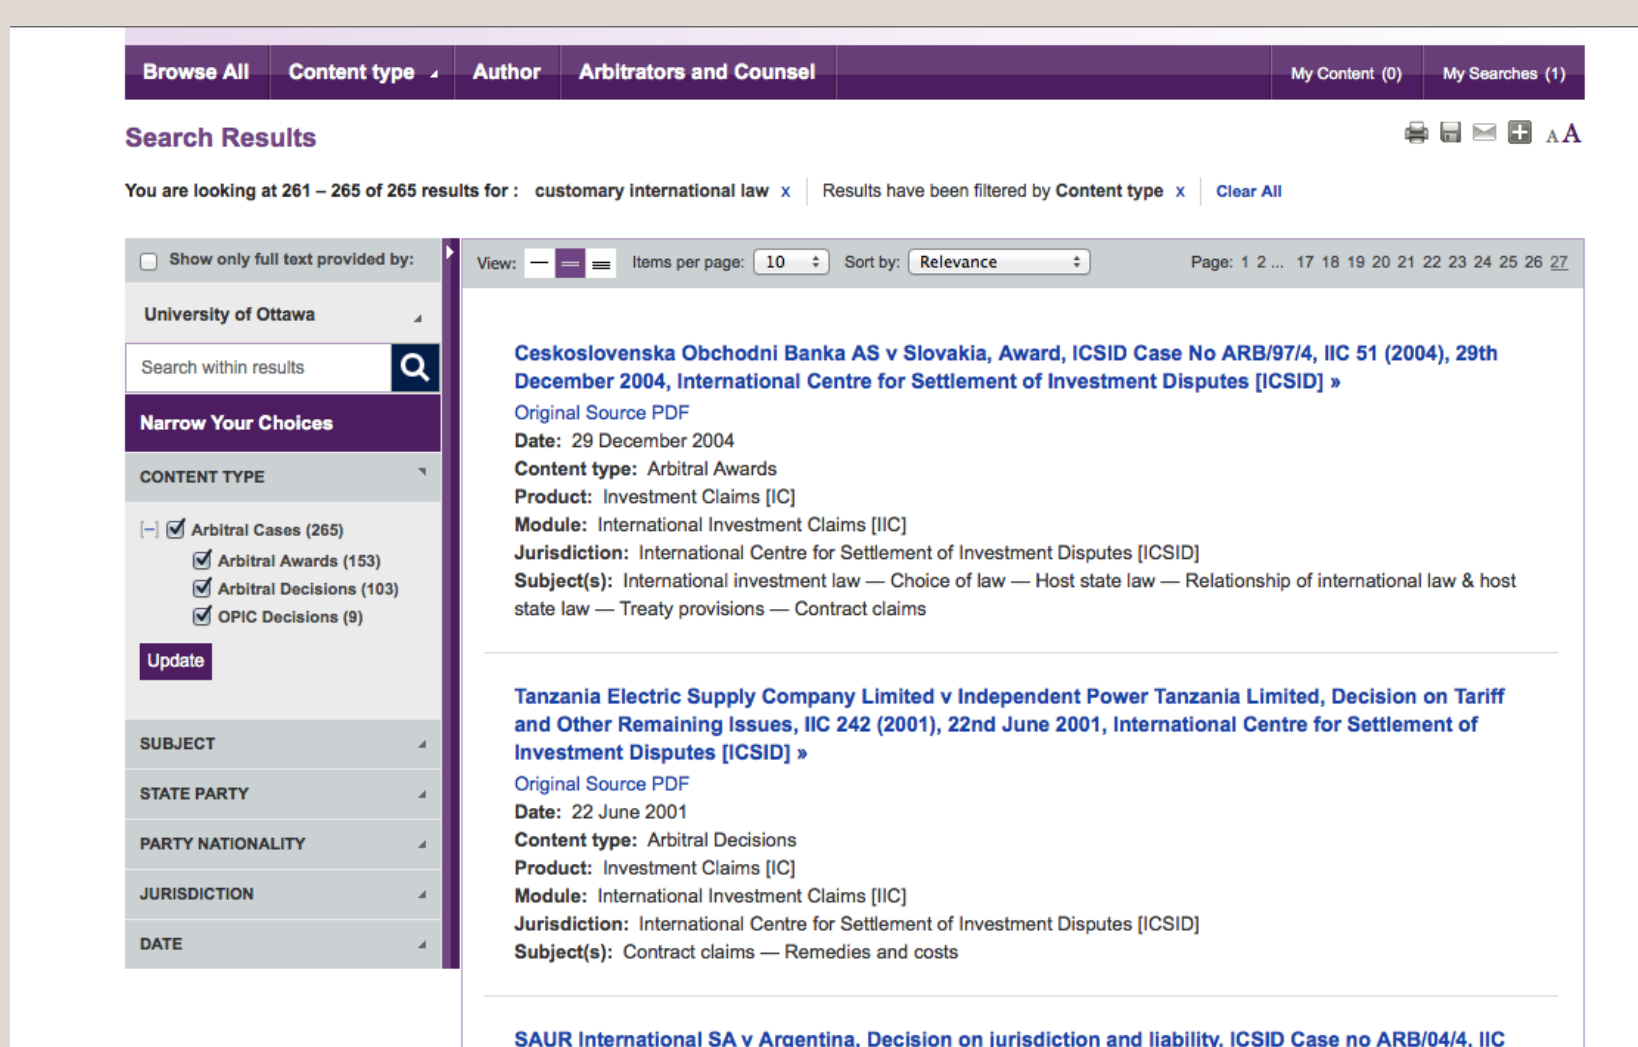 Browse All Content type Author Arbitrators and Counsel My Content (0) My Searches (1)
Search Results
A A
You are looking at 261 – 265 of 265 results for : customary international law x Results have been filtered by Content type x Clear All
Show only full text provided by:
University of Ottawa
Search within results
Narrow Your Choices
CONTENT TYPE
[–] Arbitral Cases (265)
Arbitral Awards (153)
Arbitral Decisions (103)
OPIC Decisions (9)
Update
SUBJECT
STATE PARTY
PARTY NATIONALITY
JURISDICTION
DATE
View: Items per page: 10 Sort by: Relevance Page: 1 2 ... 17 18 19 20 21 22 23 24 25 26 27
Ceskoslovenska Obchodni Banka AS v Slovakia, Award, ICSID Case No ARB/97/4, IIC 51 (2004), 29th
December 2004, International Centre for Settlement of Investment Disputes [ICSID] »
Original Source PDF
Date: 29 December 2004
Content type: Arbitral Awards
Product: Investment Claims [IC]
Module: International Investment Claims [IIC]
Jurisdiction: International Centre for Settlement of Investment Disputes [ICSID]
Subject(s): International investment law — Choice of law — Host state law — Relationship of international law & host
state law — Treaty provisions — Contract claims
Tanzania Electric Supply Company Limited v Independent Power Tanzania Limited, Decision on Tariff
and Other Remaining Issues, IIC 242 (2001), 22nd June 2001, International Centre for Settlement of
Investment Disputes [ICSID] »
Original Source PDF
Date: 22 June 2001
Content type: Arbitral Decisions
Product: Investment Claims [IC]
Module: International Investment Claims [IIC]
Jurisdiction: International Centre for Settlement of Investment Disputes [ICSID]
Subject(s): Contract claims — Remedies and costs
SAUR International SA v Argentina, Decision on jurisdiction and liability, ICSID Case no ARB/04/4, IIC